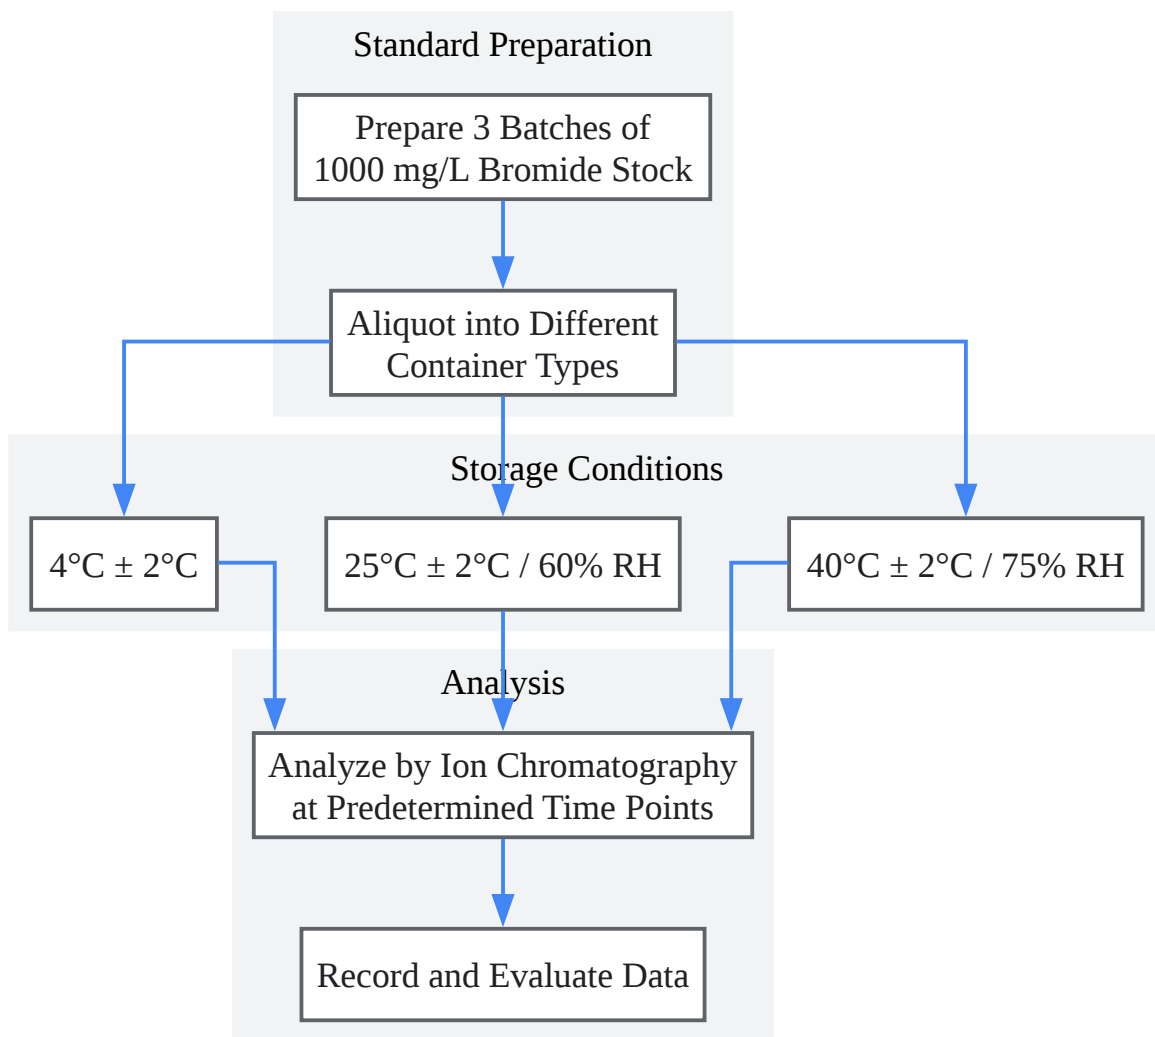 Standard Preparation
Prepare 3 Batches of
1000 mg/L Bromide Stock
Aliquot into Different
Container Types
Storage Conditions
4°C ± 2°C
25°C ± 2°C / 60% RH
40°C ± 2°C / 75% RH
Analysis
Analyze by Ion Chromatography
at Predetermined Time Points
Record and Evaluate Data